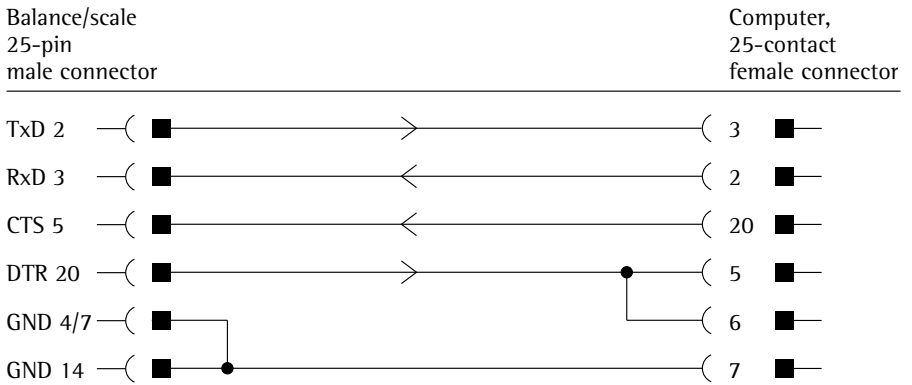 Balance/scale
25-pin
male connector
Computer,
25-contact
female connector
TxD 2
3
RxD 3
2
CTS 5
20
DTR 20
5
GND 4/7
6
GND 14
7